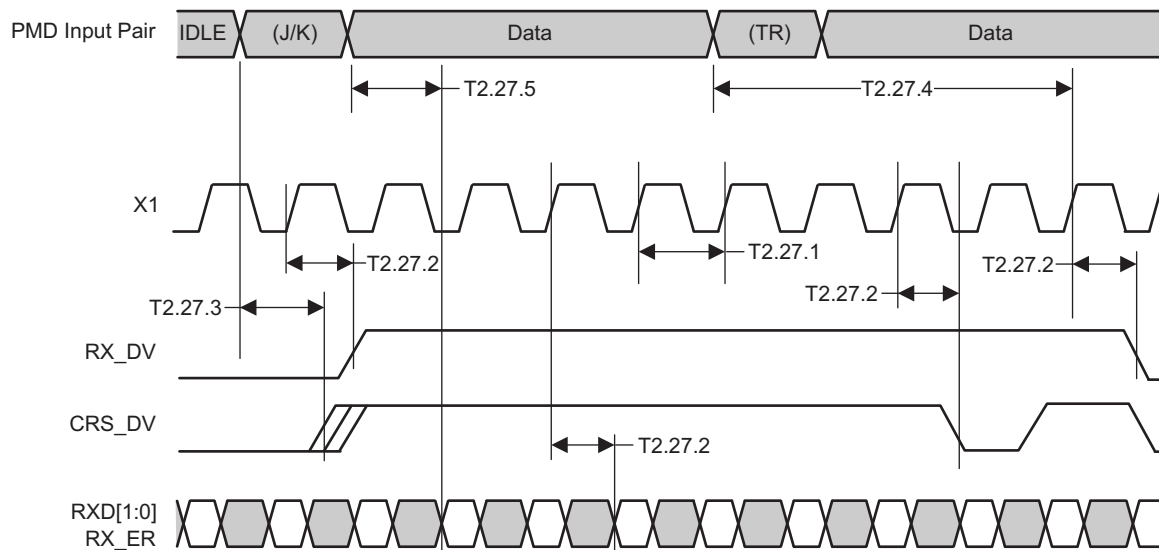 PMD Input Pair IDLE (J/K) Data (TR) Data
T2.27.5 T2.27.4
X1
T2.27.2 T2.27.1 T2.27.2
T2.27.3 T2.27.2
RX_DV
CRS_DV
T2.27.2
RXD[1:0]
RX_ER